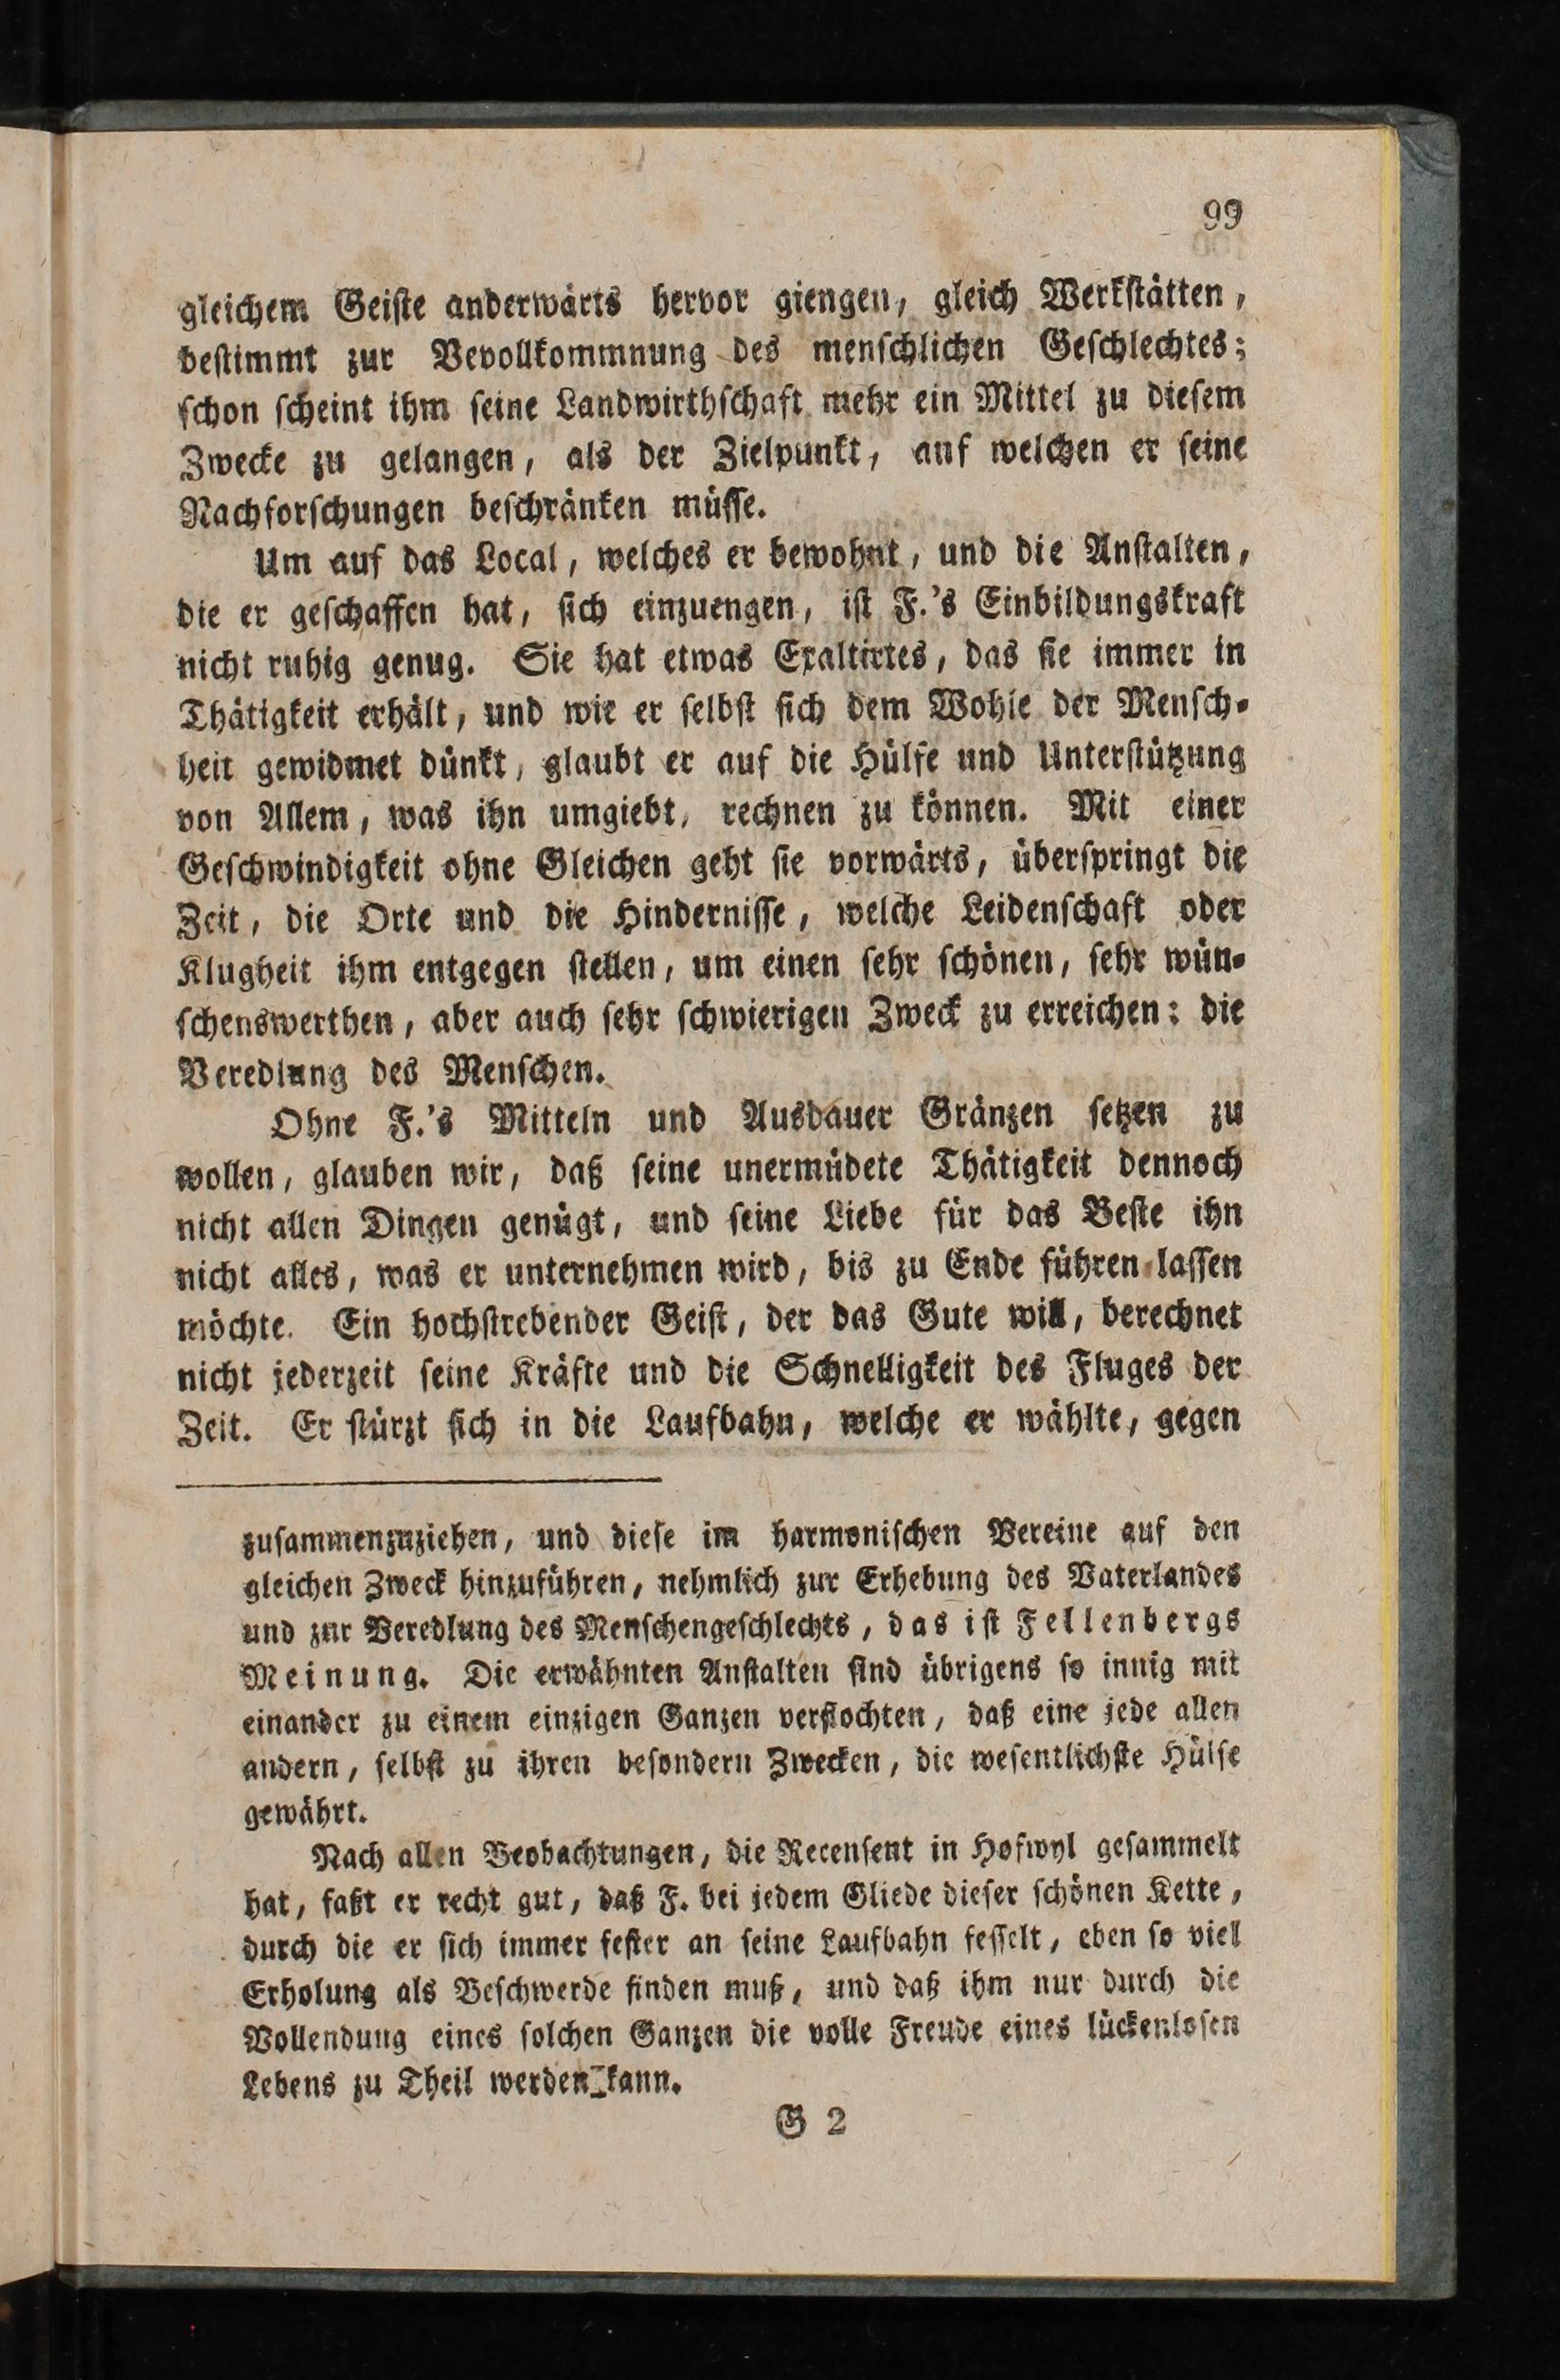 99
gleichem Geiste anderwärts hervor giengen, gleich Werkstätten,
bestimmt zur Vevollkommnung des menschlichen Geschlechtes;
schon scheint ihm seine Landwirthschaft mehr ein Mittel zu diesem
Zwecke zu gelangen, als der Zielpunkt, auf welchen er seine
Nachforschungen beschränken müsse.
Um auf das Local, welches er bewohnt, und die Anstalten,
die er geschaffen hat, sich einzuengen, ist F.'s Einbildungskraft
nicht ruhig genug. Sie hat etwas Exaltirtes, das sie immer in
Thätigkeit erhält, und wie er selbst sich dem Wohle der Mensch-
heit gewidmet dünkt, glaubt er auf die Hülfe und Unterstützung
von Allem, was ihn umgiebt, rechnen zu können. Mit einer
Geschwindigkeit ohne Gleichen geht sie vorwärts, überspringt die
Zeit, die Orte und die Hindernisse, welche Leidenschaft oder
Klugheit ihm entgegen stellen, um einen sehr schönen, sehr wün-
schenswerthen, aber auch sehr schwierigen Zweck zu erreichen: die
Veredlung des Menschen.
Ohne F.'s Mitteln und Ausdauer Gränzen setzen zu
wollen, glauben wir, daß seine unermüdete Thätigkeit dennoch
nicht allen Dingen genügt, und seine Liebe für das Beste ihn
nicht alles, was er unternehmen wird, bis zu Ende führen lassen
möchte. Ein hochstrebender Geist, der das Gute will, berechnet
nicht jederzeit seine Kräfte und die Schnelligkeit des Fluges der
Zeit. Er stürzt sich in die Laufbahn, welche er wählte, gegen
zusammenzuziehen, und diese im harmonischen Vereine auf den
gleichen Zweck hinzuführen, nehmlich zur Erhebung des Vaterlandes
und zur Veredlung des Menschengeschlechts, das ist Fellenbergs
Meinung. Die erwähnten Anstalten sind übrigens so innig mit
einander zu einem einzigen Ganzen verflochten, daß eine jede allen
andern, selbst zu ihren besondern Zwecken, die wesentlichste Hülfe
gewährt.
Nach allen Beobachtungen, die Recensent in Hofwyl gesammelt
hat, faßt er recht gut, daß F. bei jedem Gliede dieser schönen Kette,
durch die er sich immer fester an seine Laufbahn fesselt, eben so viel
Erholung als Beschwerde finden muß, und daß ihm nur durch die
Vollendung eines solchen Ganzen die volle Freude eines lückenlosen
Lebens zu Theil werden kann.
G 2